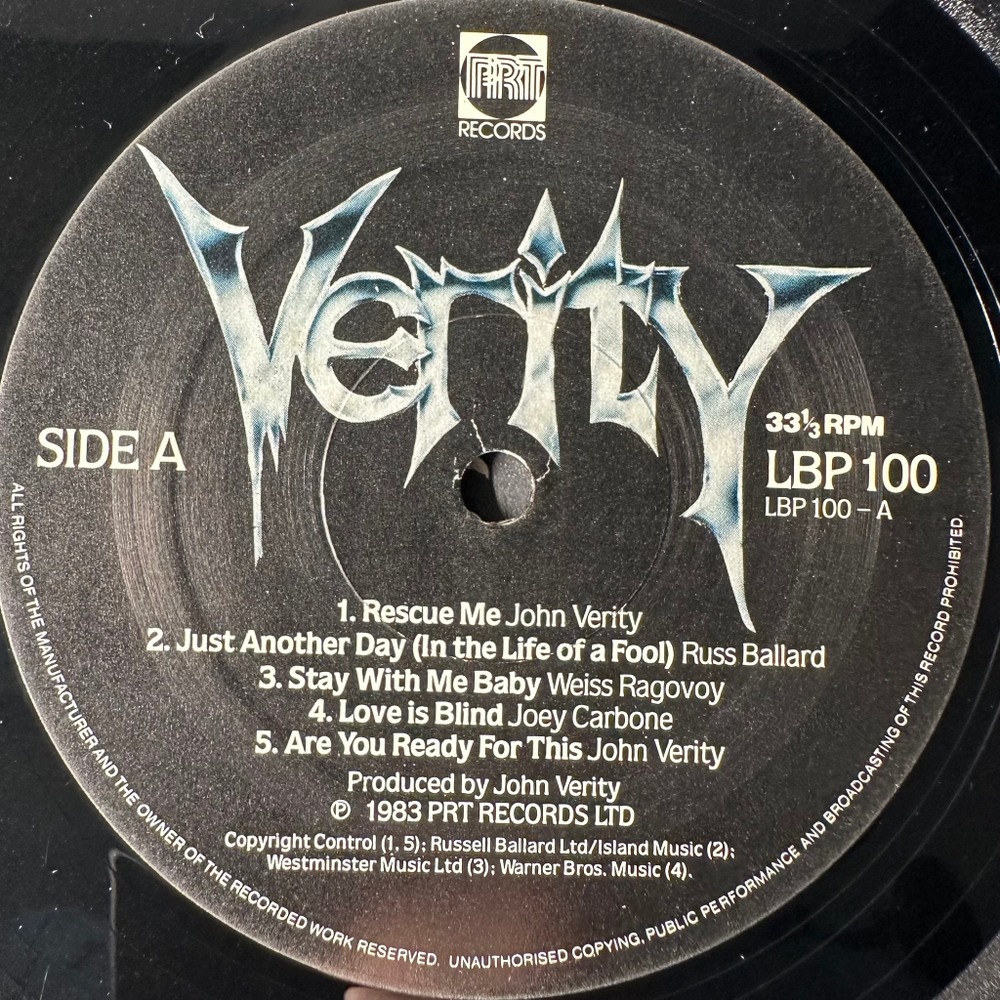 PRT
RECORDS
Verity
SIDE A
33⅓ RPM
LBP 100
LBP 100 – A
1. Rescue Me John Verity
2. Just Another Day (In the Life of a Fool) Russ Ballard
3. Stay With Me Baby Weiss Ragovoy
4. Love is Blind Joey Carbone
5. Are You Ready For This John Verity
Produced by John Verity
℗ 1983 PRT RECORDS LTD
Copyright Control (1, 5); Russell Ballard Ltd/Island Music (2);
Westminster Music Ltd (3); Warner Bros. Music (4).
ALL RIGHTS OF THE MANUFACTURER AND THE OWNER OF THE RECORDED WORK RESERVED. UNAUTHORISED COPYING, PUBLIC PERFORMANCE AND BROADCASTING OF THIS RECORD PROHIBITED.